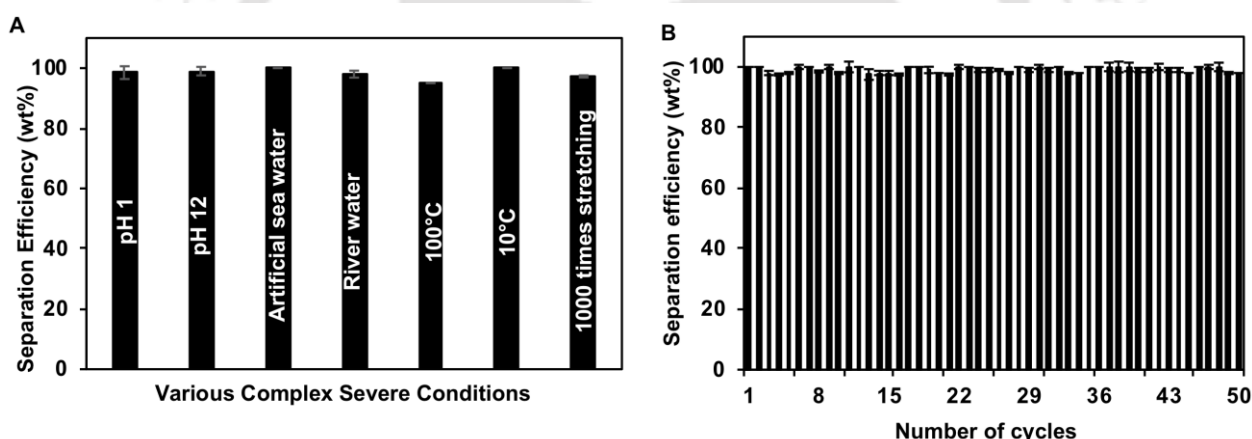 A
Separation Efficiency (wt%)
100
80
60
40
20
0
pH 1
pH 12
Artificial sea water
River water
100°C
10°C
1000 times stretching
Various Complex Severe Conditions
B
Separation efficiency (wt%)
100
80
60
40
20
0
1
8
15
22
29
36
43
50
Number of cycles